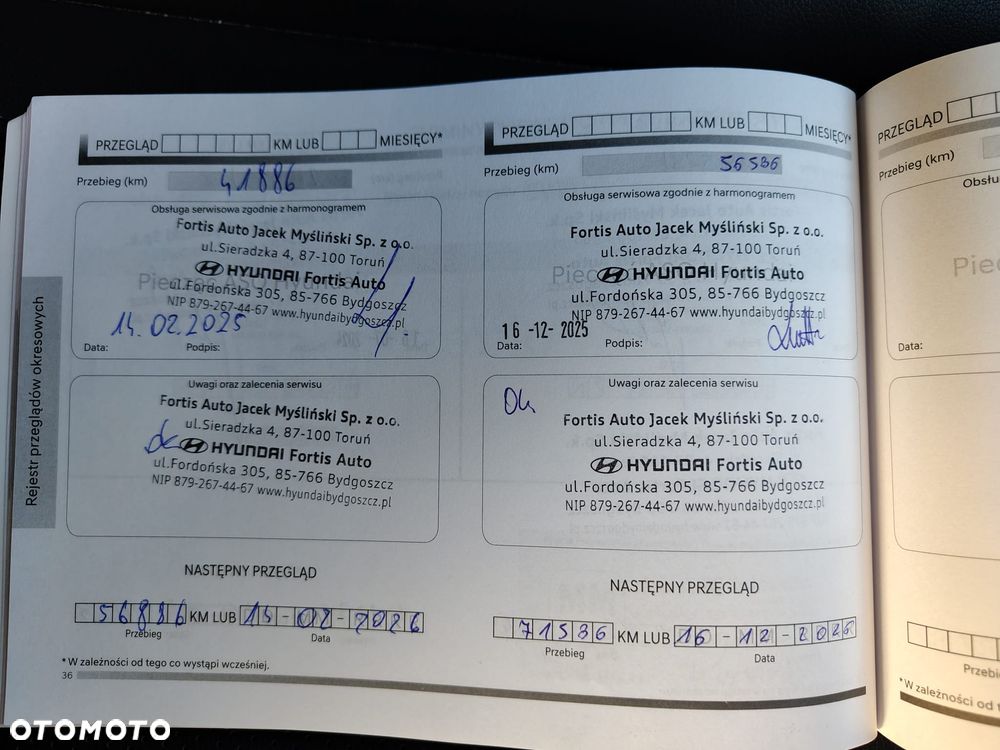 Rejestr przeglądów okresowych
PRZEGLĄD KM LUB MIESIĘCY*
Przebieg (km) 41886
Obsługa serwisowa zgodnie z harmonogramem
Fortis Auto Jacek Myśliński Sp. z o.o.
ul.Sieradzka 4, 87-100 Toruń
HYUNDAI Fortis Auto
ul.Fordońska 305, 85-766 Bydgoszcz
NIP 879-267-44-67 www.hyundaibydgoszcz.pl
14.02.2025
Data: Podpis:
Uwagi oraz zalecenia serwisu
Fortis Auto Jacek Myśliński Sp. z o.o.
ul.Sieradzka 4, 87-100 Toruń
ok HYUNDAI Fortis Auto
ul.Fordońska 305, 85-766 Bydgoszcz
NIP 879-267-44-67 www.hyundaibydgoszcz.pl
NASTĘPNY PRZEGLĄD
56886 KM LUB 14-02-2026
Przebieg Data
* W zależności od tego co wystąpi wcześniej.
36
PRZEGLĄD KM LUB MIESIĘCY*
Przebieg (km) 56536
Obsługa serwisowa zgodnie z harmonogramem
Fortis Auto Jacek Myśliński Sp. z o.o.
ul.Sieradzka 4, 87-100 Toruń
HYUNDAI Fortis Auto
ul.Fordońska 305, 85-766 Bydgoszcz
NIP 879-267-44-67 www.hyundaibydgoszcz.pl
16 -12- 2025
Data: Podpis:
Uwagi oraz zalecenia serwisu
Ok
Fortis Auto Jacek Myśliński Sp. z o.o.
ul.Sieradzka 4, 87-100 Toruń
HYUNDAI Fortis Auto
ul.Fordońska 305, 85-766 Bydgoszcz
NIP 879-267-44-67 www.hyundaibydgoszcz.pl
NASTĘPNY PRZEGLĄD
71536 KM LUB 16-12-2026
Przebieg Data
PRZEGLĄD
Przebieg (km)
Obsłu
Piec
Data:
Przebi
* W zależności od t
OTOMOTO